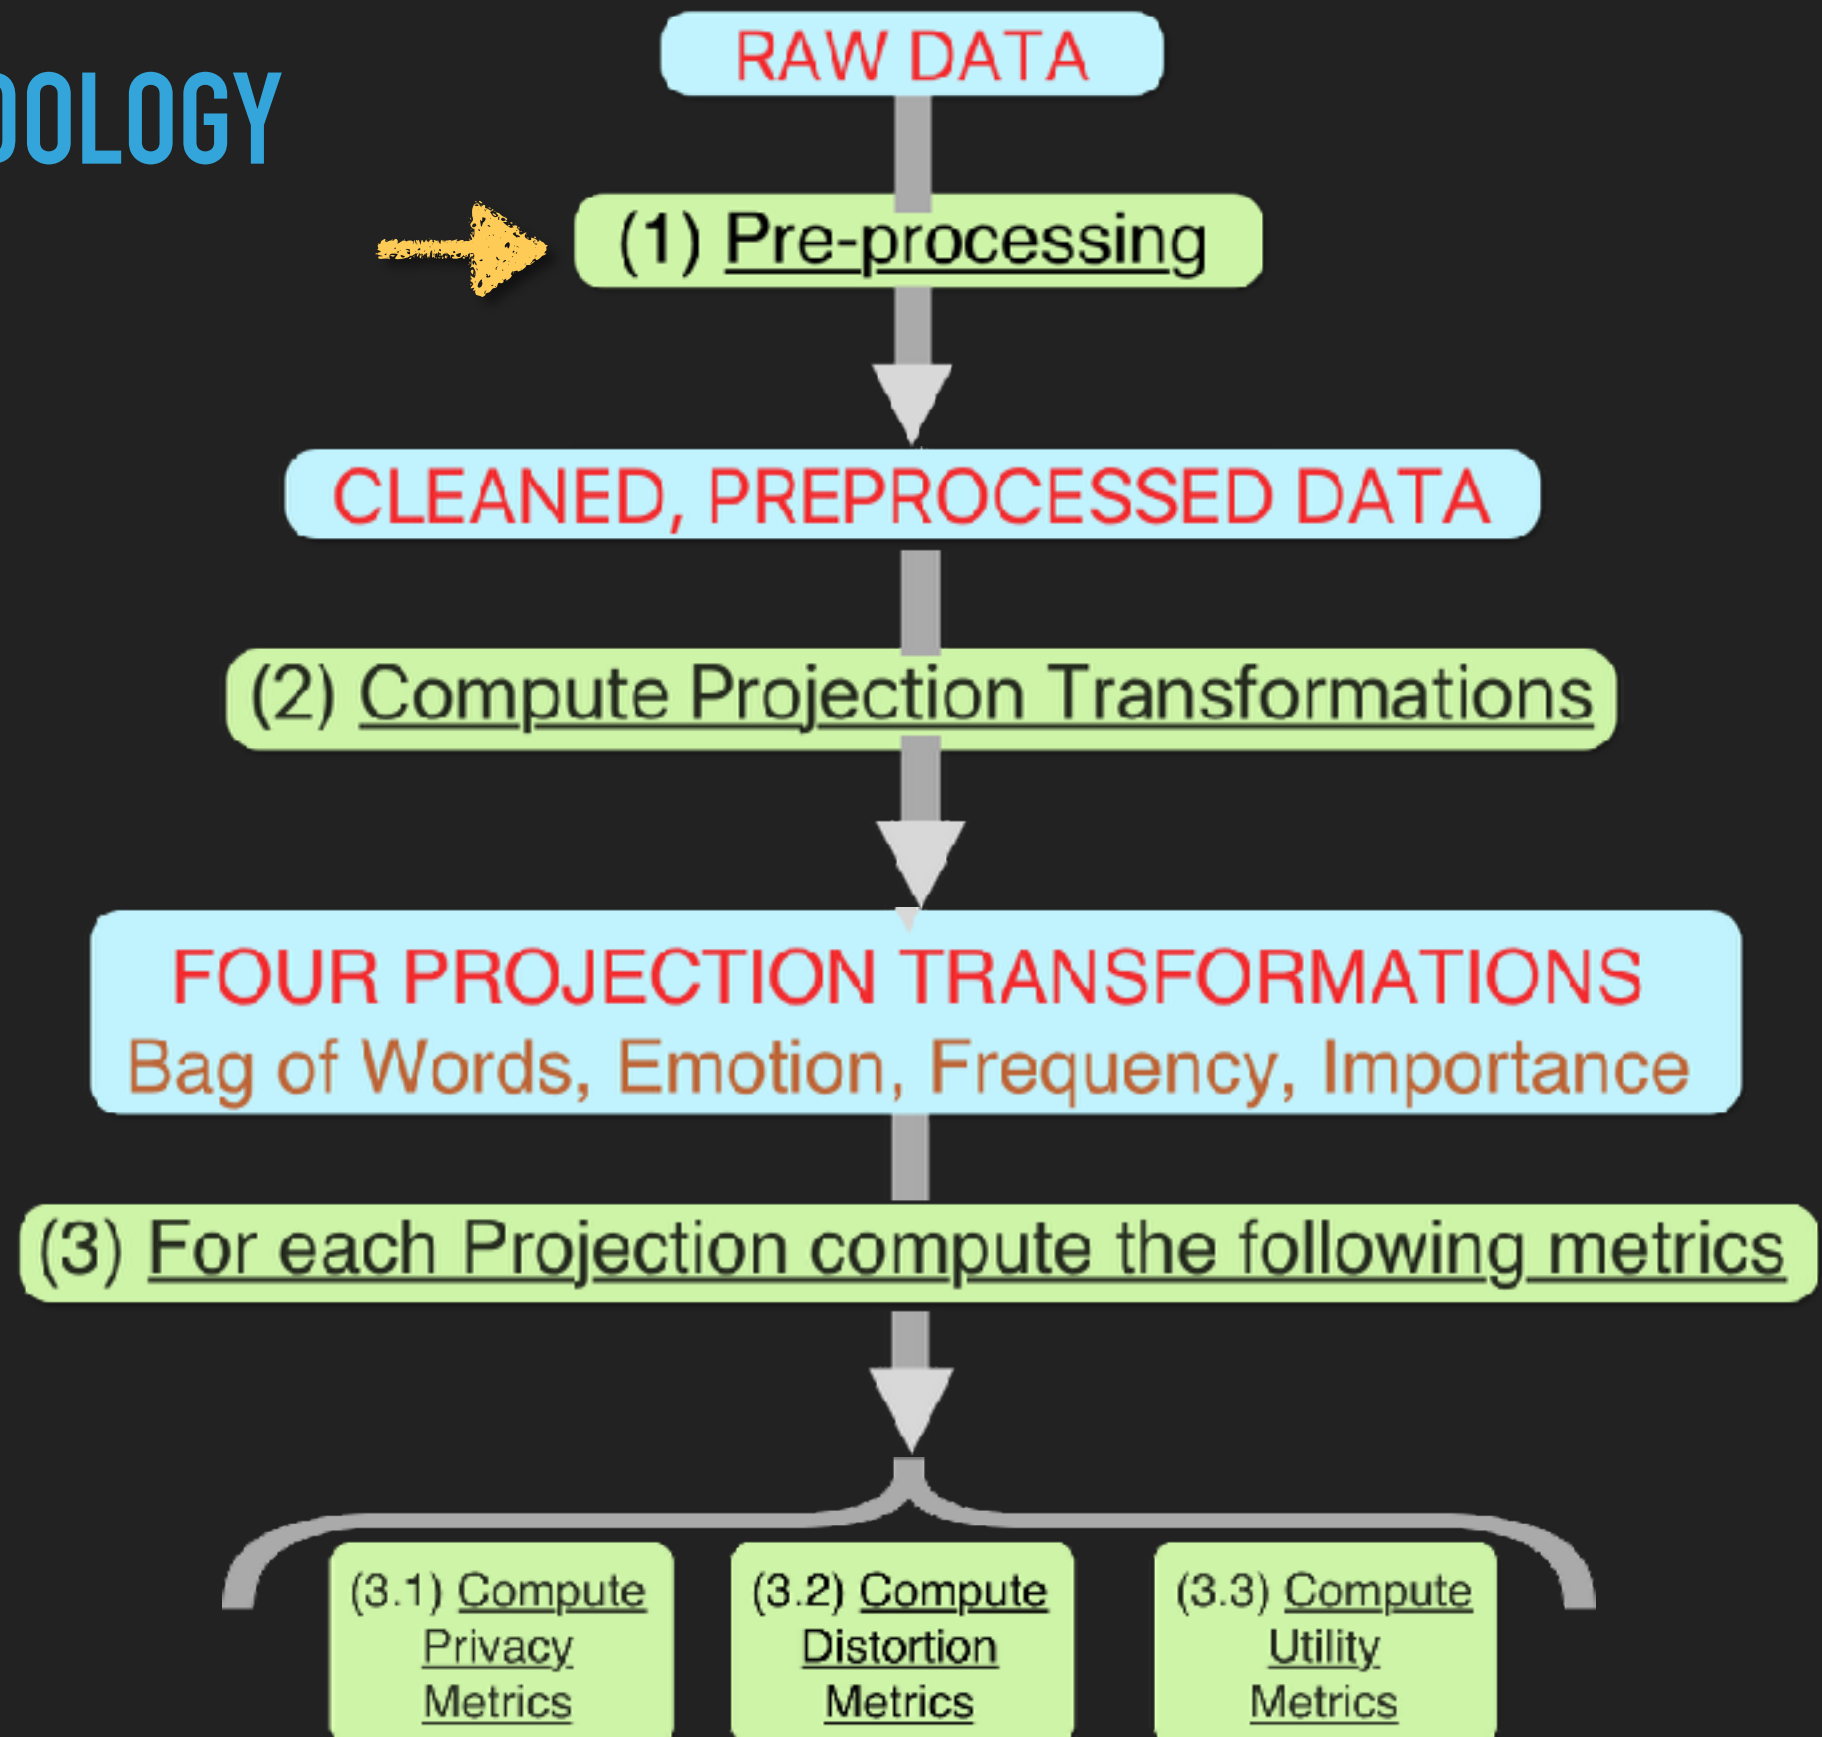 DOLOGY
RAW DATA
(1) Pre-processing
CLEANED, PREPROCESSED DATA
(2) Compute Projection Transformations
FOUR PROJECTION TRANSFORMATIONS
Bag of Words, Emotion, Frequency, Importance
(3) For each Projection compute the following metrics
(3.1) Compute
Privacy
Metrics
(3.2) Compute
Distortion
Metrics
(3.3) Compute
Utility
Metrics